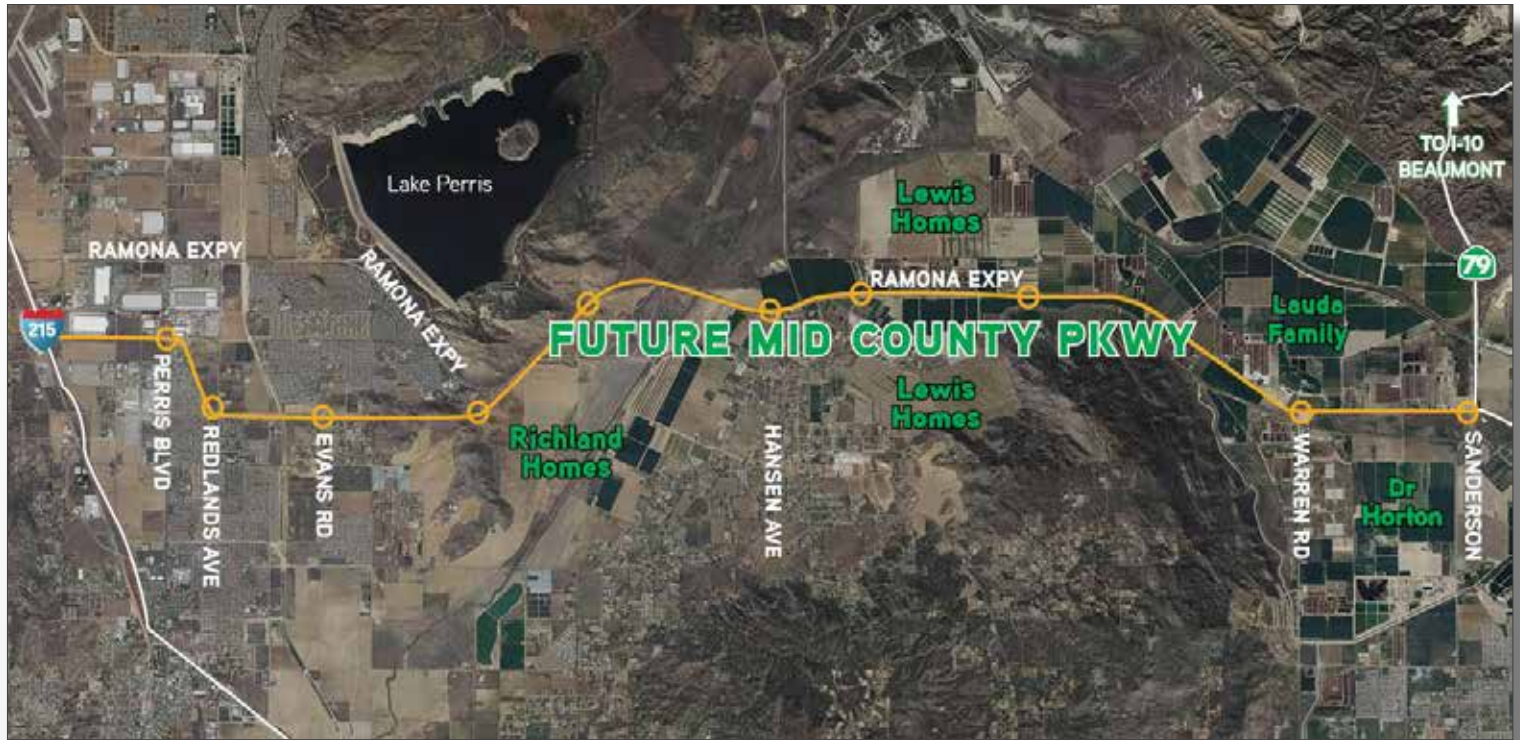 Lake Perris
TO I-10
BEAUMONT
Lewis
Homes
RAMONA EXPY
RAMONA EXPY
79
RAMONA EXPY
215
Lauda
Family
FUTURE MID COUNTY PKWY
PERRIS BLVD
REDLANDS AVE
EVANS RD
Richland
Homes
HANSEN AVE
Lewis
Homes
WARREN RD
Dr
Horton
SANDERSON